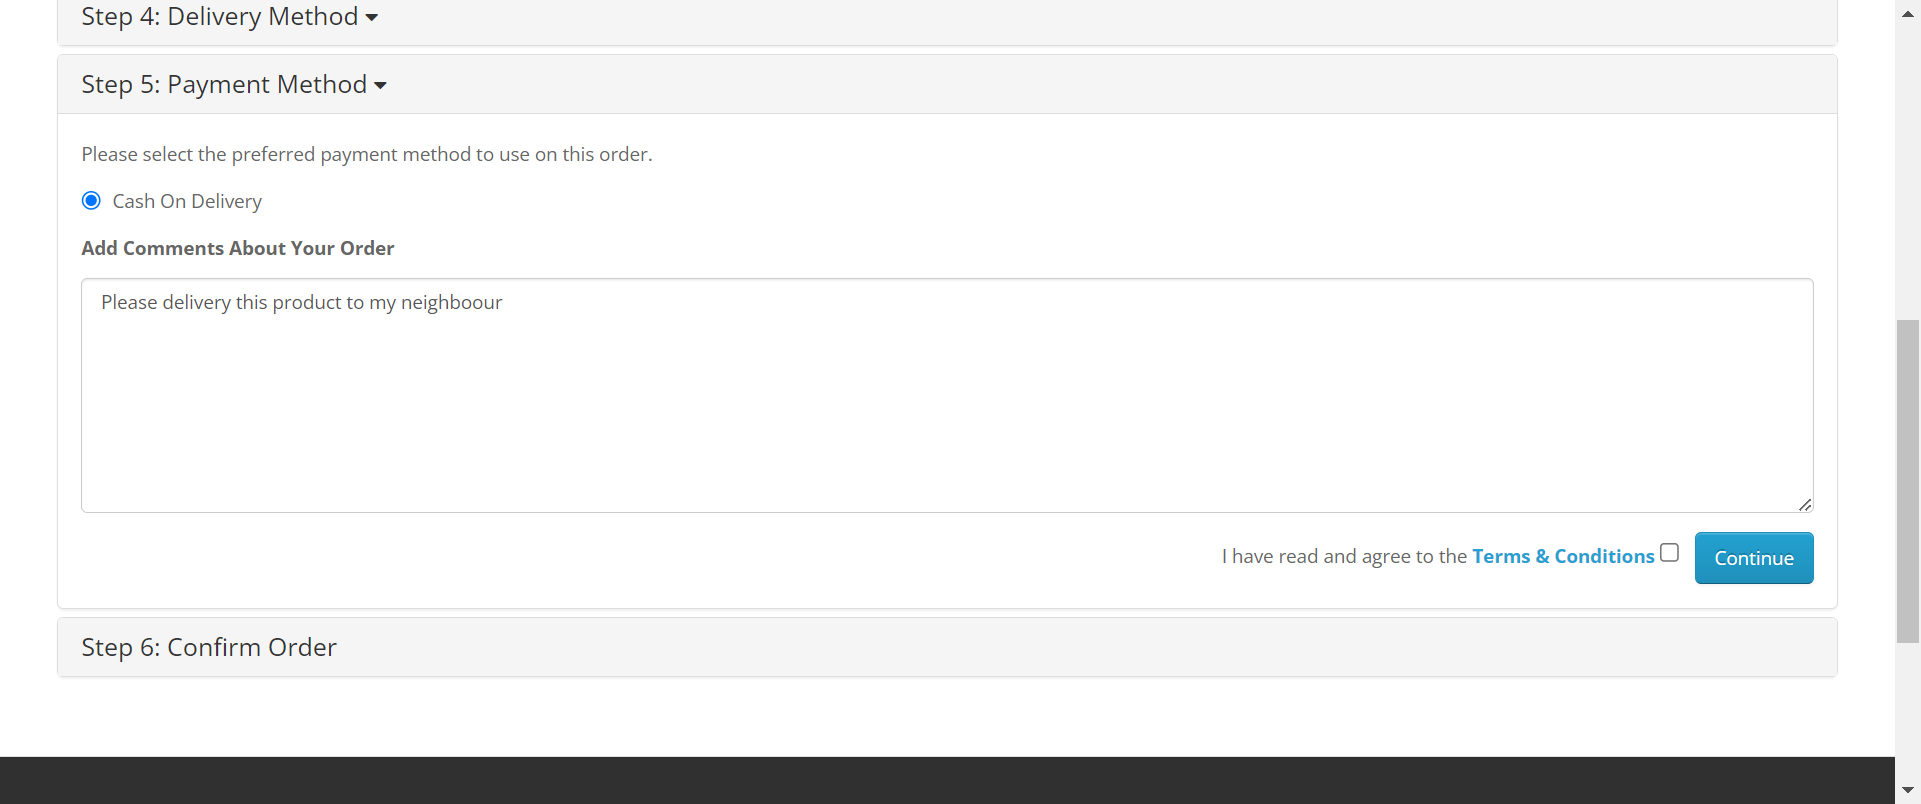 Step 4: Delivery Method
Step 5: Payment Method
Please select the preferred payment method to use on this order.
Cash On Delivery
Add Comments About Your Order
Please delivery this product to my neighboour
I have read and agree to the Terms & Conditions
Continue
Step 6: Confirm Order